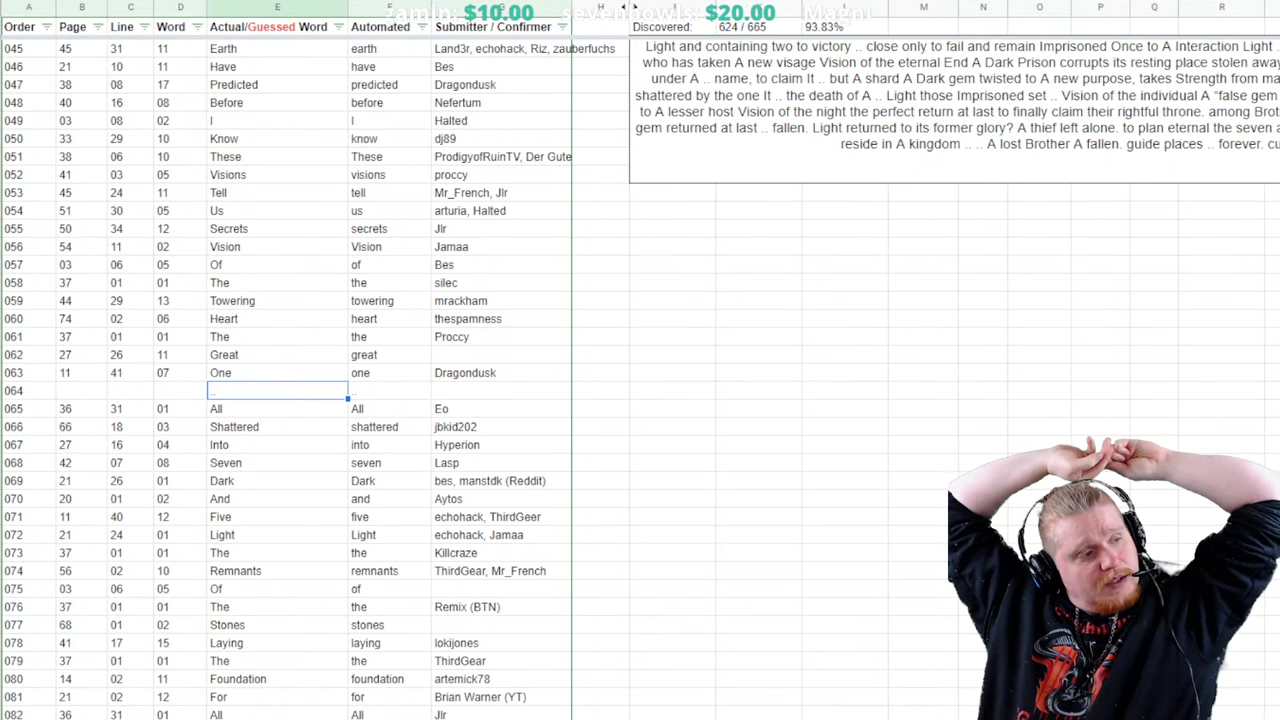 zamin: $10.00 sevenbowls: $20.00 Magni
A B C D E F G H I J M N O P Q R
Order Page Line Word Actual/Guessed Word Automated Submitter / Confirmer Discovered: 624 / 665 93.83%
045 45 31 11 Earth earth Land3r, echohack, Riz, zauberfuchs
046 21 10 11 Have have Bes
047 38 08 17 Predicted predicted Dragondusk
048 40 16 08 Before before Nefertum
049 03 08 02 I I Halted
050 33 29 10 Know know dj89
051 38 06 10 These These ProdigyofRuinTV, Der Gute
052 41 03 05 Visions visions proccy
053 45 24 11 Tell tell Mr_French, Jlr
054 51 30 05 Us us arturia, Halted
055 50 34 12 Secrets secrets Jlr
056 54 11 02 Vision Vision Jamaa
057 03 06 05 Of of Bes
058 37 01 01 The the silec
059 44 29 13 Towering towering mrackham
060 74 02 06 Heart heart thespamness
061 37 01 01 The the Proccy
062 27 26 11 Great great
063 11 41 07 One one Dragondusk
064 .. ..
065 36 31 01 All All Eo
066 66 18 03 Shattered shattered jbkid202
067 27 16 04 Into into Hyperion
068 42 07 08 Seven seven Lasp
069 21 26 01 Dark Dark bes, manstdk (Reddit)
070 20 01 02 And and Aytos
071 11 40 12 Five five echohack, ThirdGeer
072 21 24 01 Light Light echohack, Jamaa
073 37 01 01 The the Killcraze
074 56 02 10 Remnants remnants ThirdGear, Mr_French
075 03 06 05 Of of
076 37 01 01 The the Remix (BTN)
077 68 01 02 Stones stones
078 41 17 15 Laying laying lokijones
079 37 01 01 The the ThirdGear
080 14 02 11 Foundation foundation artemick78
081 21 02 12 For for Brian Warner (YT)
082 36 31 01 All All Jlr
Light and containing two to victory .. close only to fail and remain Imprisoned Once to A Interaction Light .
who has taken A new visage Vision of the eternal End A Dark Prison corrupts its resting place stolen away
under A .. name, to claim It .. but A shard A Dark gem twisted to A new purpose, takes Strength from ma
shattered by the one It .. the death of A .. Light those Imprisoned set .. Vision of the individual A "false gem
to A lesser host Vision of the night the perfect return at last to finally claim their rightful throne. among Brot
gem returned at last .. fallen. Light returned to its former glory? A thief left alone. to plan eternal the seven a
reside in A kingdom .. .. A lost Brother A fallen. guide places .. forever. cu